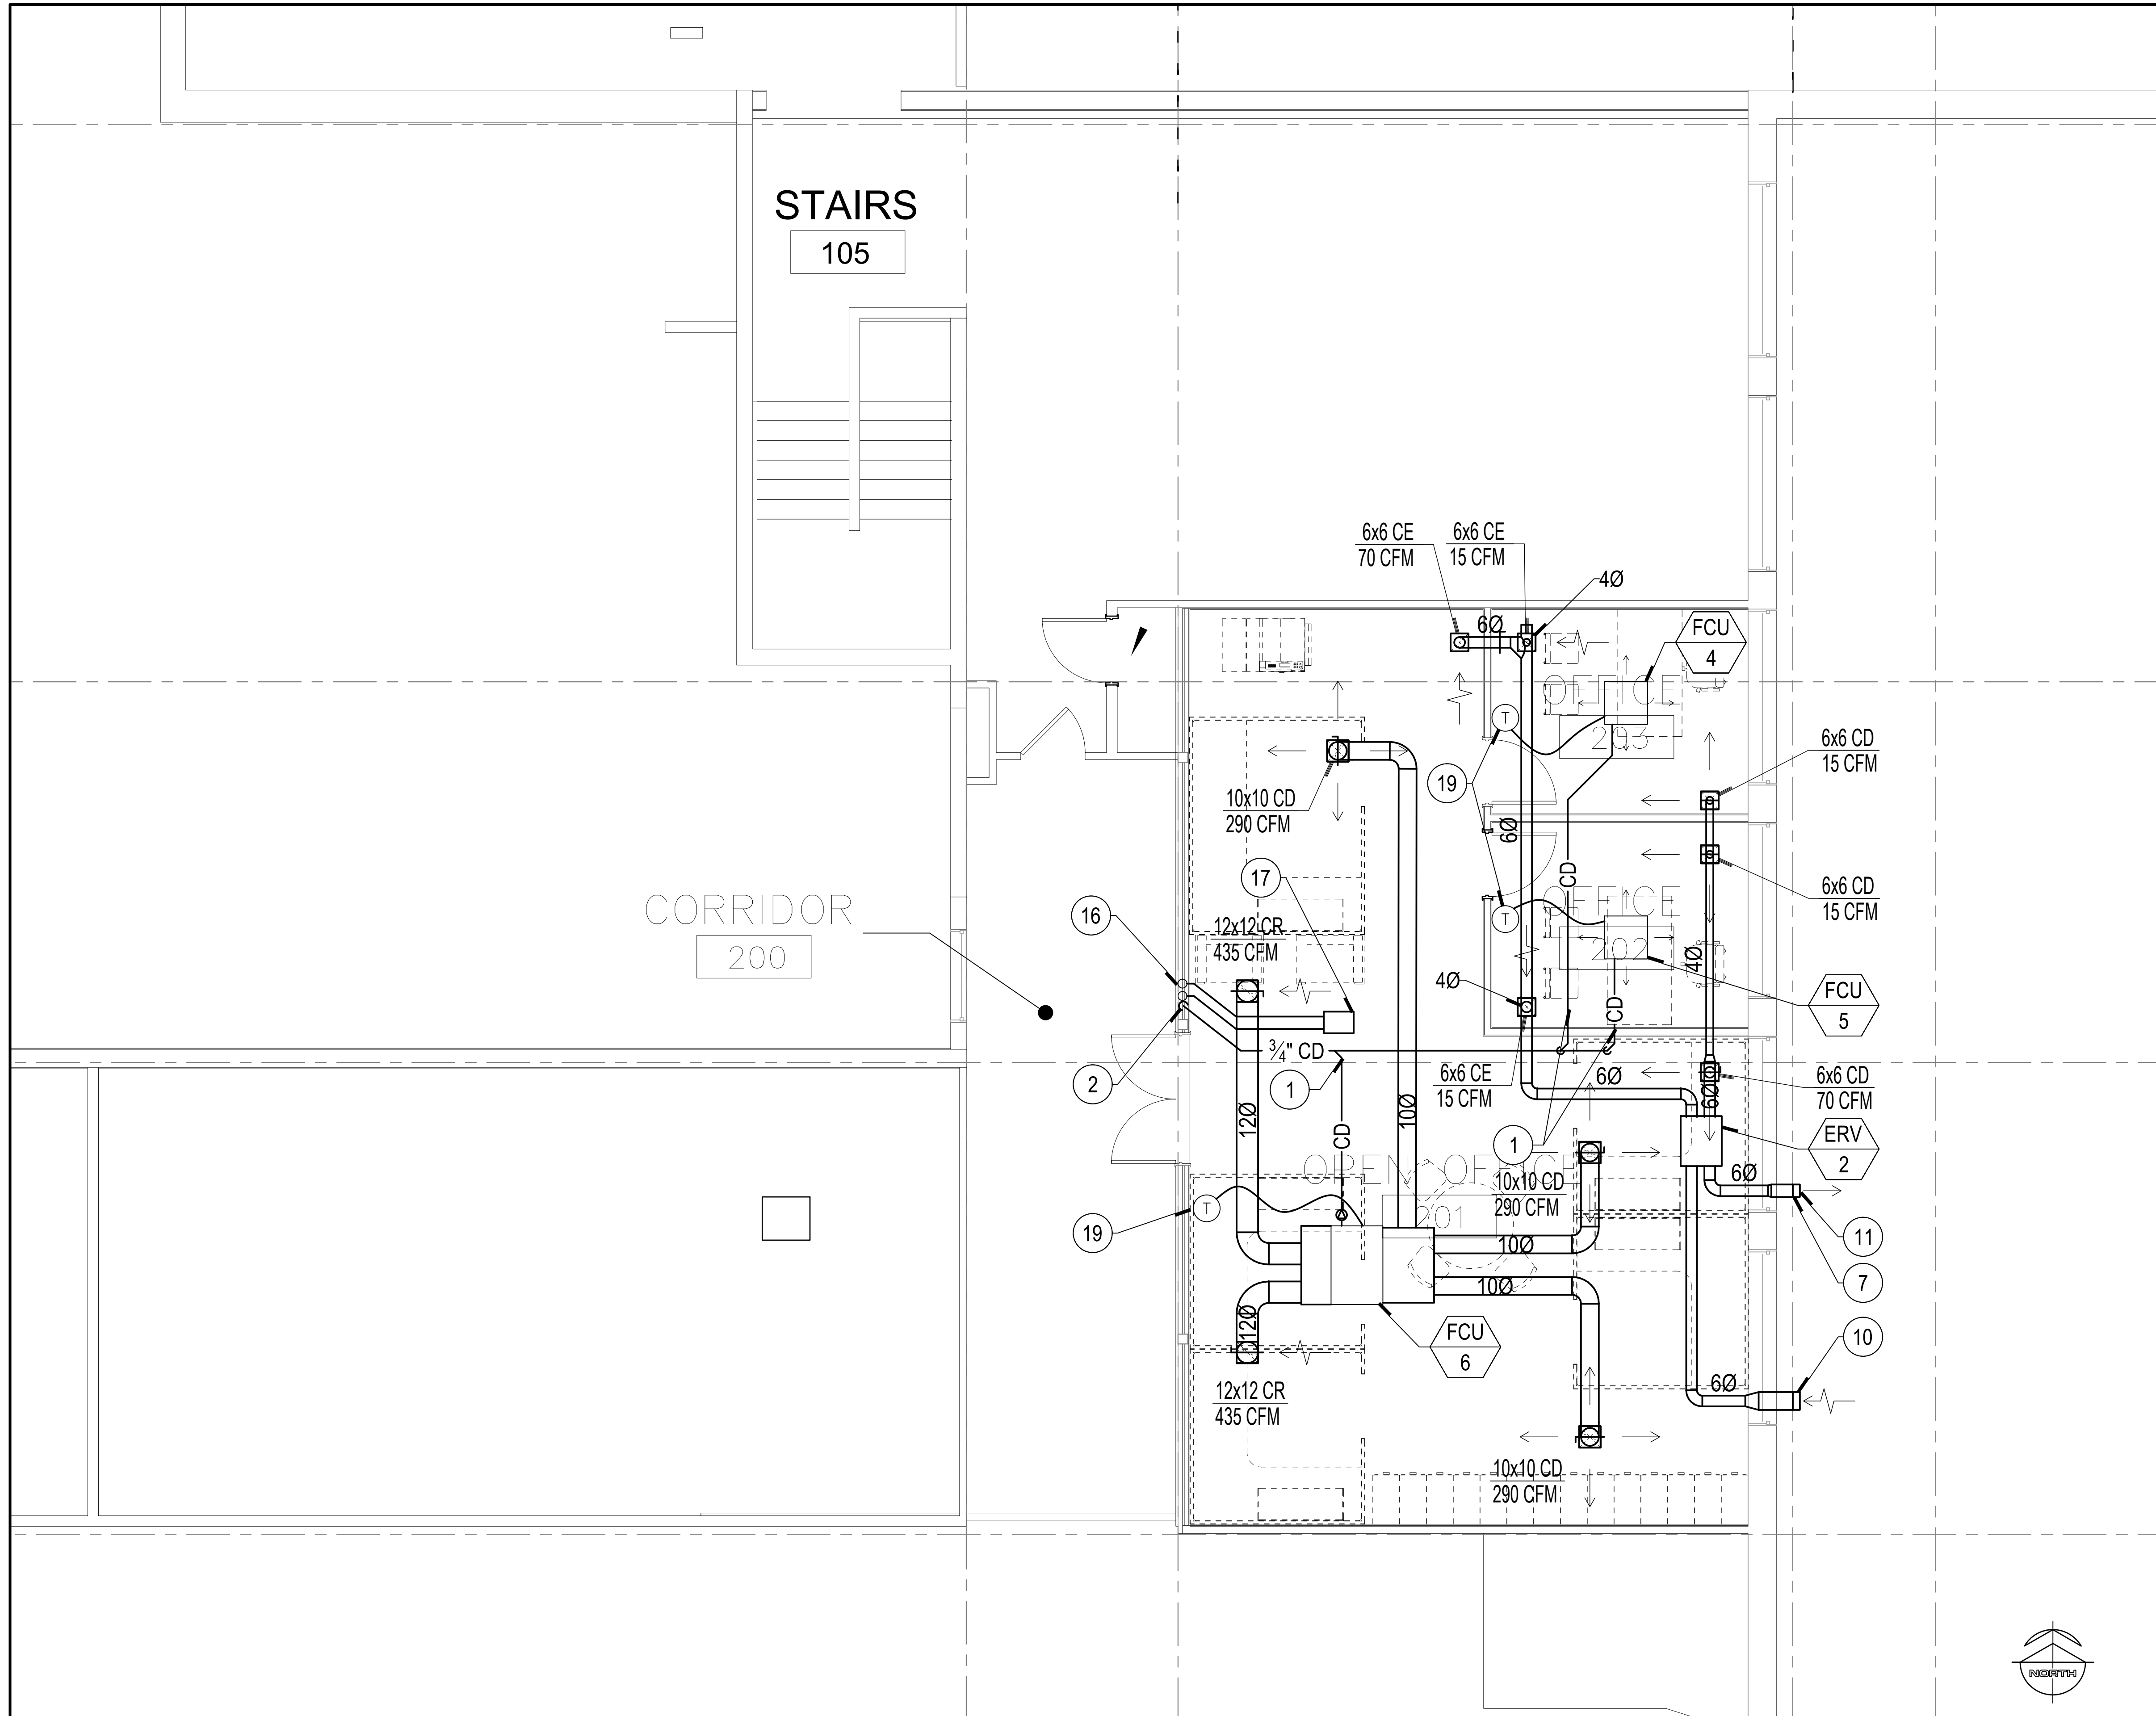 STAIRS
105
6x6 CE
70 CFM
6x6 CE
15 CFM
4Ø
6Ø
FCU
4
OFFICE
203
T
19
6x6 CD
15 CFM
10x10 CD
290 CFM
6Ø
CD
17
6x6 CD
15 CFM
CORRIDOR
200
16
12x12 CR
435 CFM
OFFICE
202
T
4Ø
4Ø
FCU
5
CD
2
3/4" CD
1
6x6 CE
15 CFM
6Ø
6Ø
6x6 CD
70 CFM
12Ø
10Ø
CD
1
ERV
2
OPEN OFFICE
201
10x10 CD
290 CFM
6Ø
19
T
11
10Ø
7
10Ø
12Ø
FCU
6
10
12x12 CR
435 CFM
6Ø
10x10 CD
290 CFM
NORTH